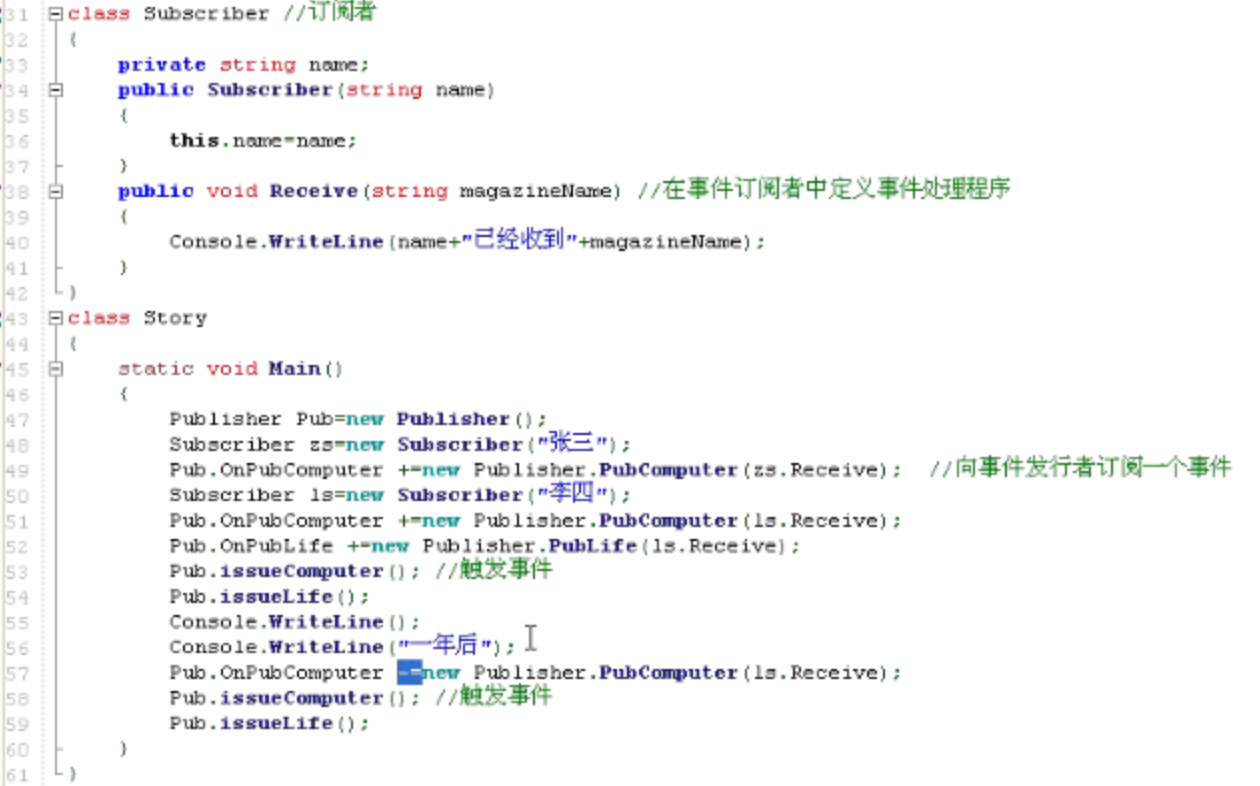 31 class Subscriber //订阅者
32 {
33 private string name;
34 public Subscriber(string name)
35 {
36 this.name=name;
37 }
38 public void Receive(string magazineName) //在事件订阅者中定义事件处理程序
39 {
40 Console.WriteLine(name+"已经收到"+magazineName);
41 }
42 }
43 class Story
44 {
45 static void Main()
46 {
47 Publisher Pub=new Publisher();
48 Subscriber zs=new Subscriber("张三");
49 Pub.OnPubComputer +=new Publisher.PubComputer(zs.Receive); //向事件发行者订阅一个事件
50 Subscriber ls=new Subscriber("李四");
51 Pub.OnPubComputer +=new Publisher.PubComputer(ls.Receive);
52 Pub.OnPubLife +=new Publisher.PubLife(ls.Receive);
53 Pub.issueComputer(); //触发事件
54 Pub.issueLife();
55 Console.WriteLine();
56 Console.WriteLine("一年后");
57 Pub.OnPubComputer -=new Publisher.PubComputer(ls.Receive);
58 Pub.issueComputer(); //触发事件
59 Pub.issueLife();
60 }
61 }